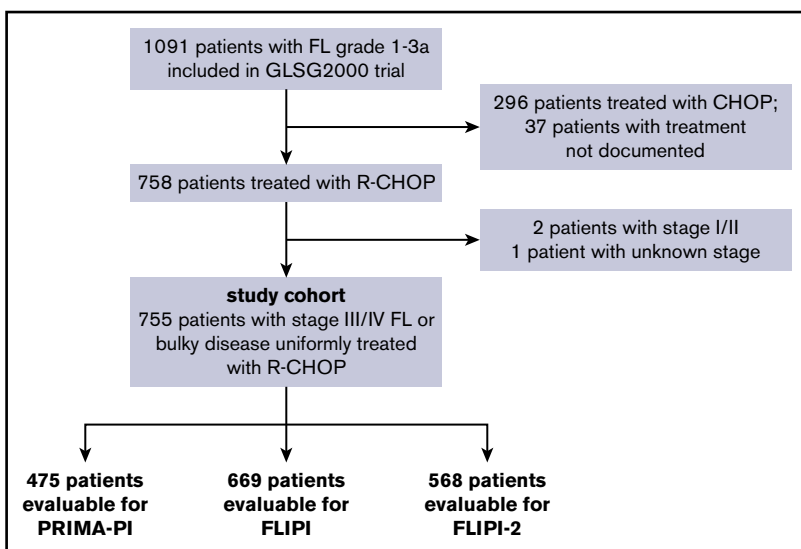 1091 patients with FL grade 1-3a
included in GLSG2000 trial
296 patients treated with CHOP;
37 patients with treatment
not documented
758 patients treated with R-CHOP
2 patients with stage I/II
1 patient with unknown stage
study cohort
755 patients with stage III/IV FL or
bulky disease uniformly treated
with R-CHOP
475 patients
evaluable for
PRIMA-PI
669 patients
evaluable for
FLIPI
568 patients
evaluable for
FLIPI-2